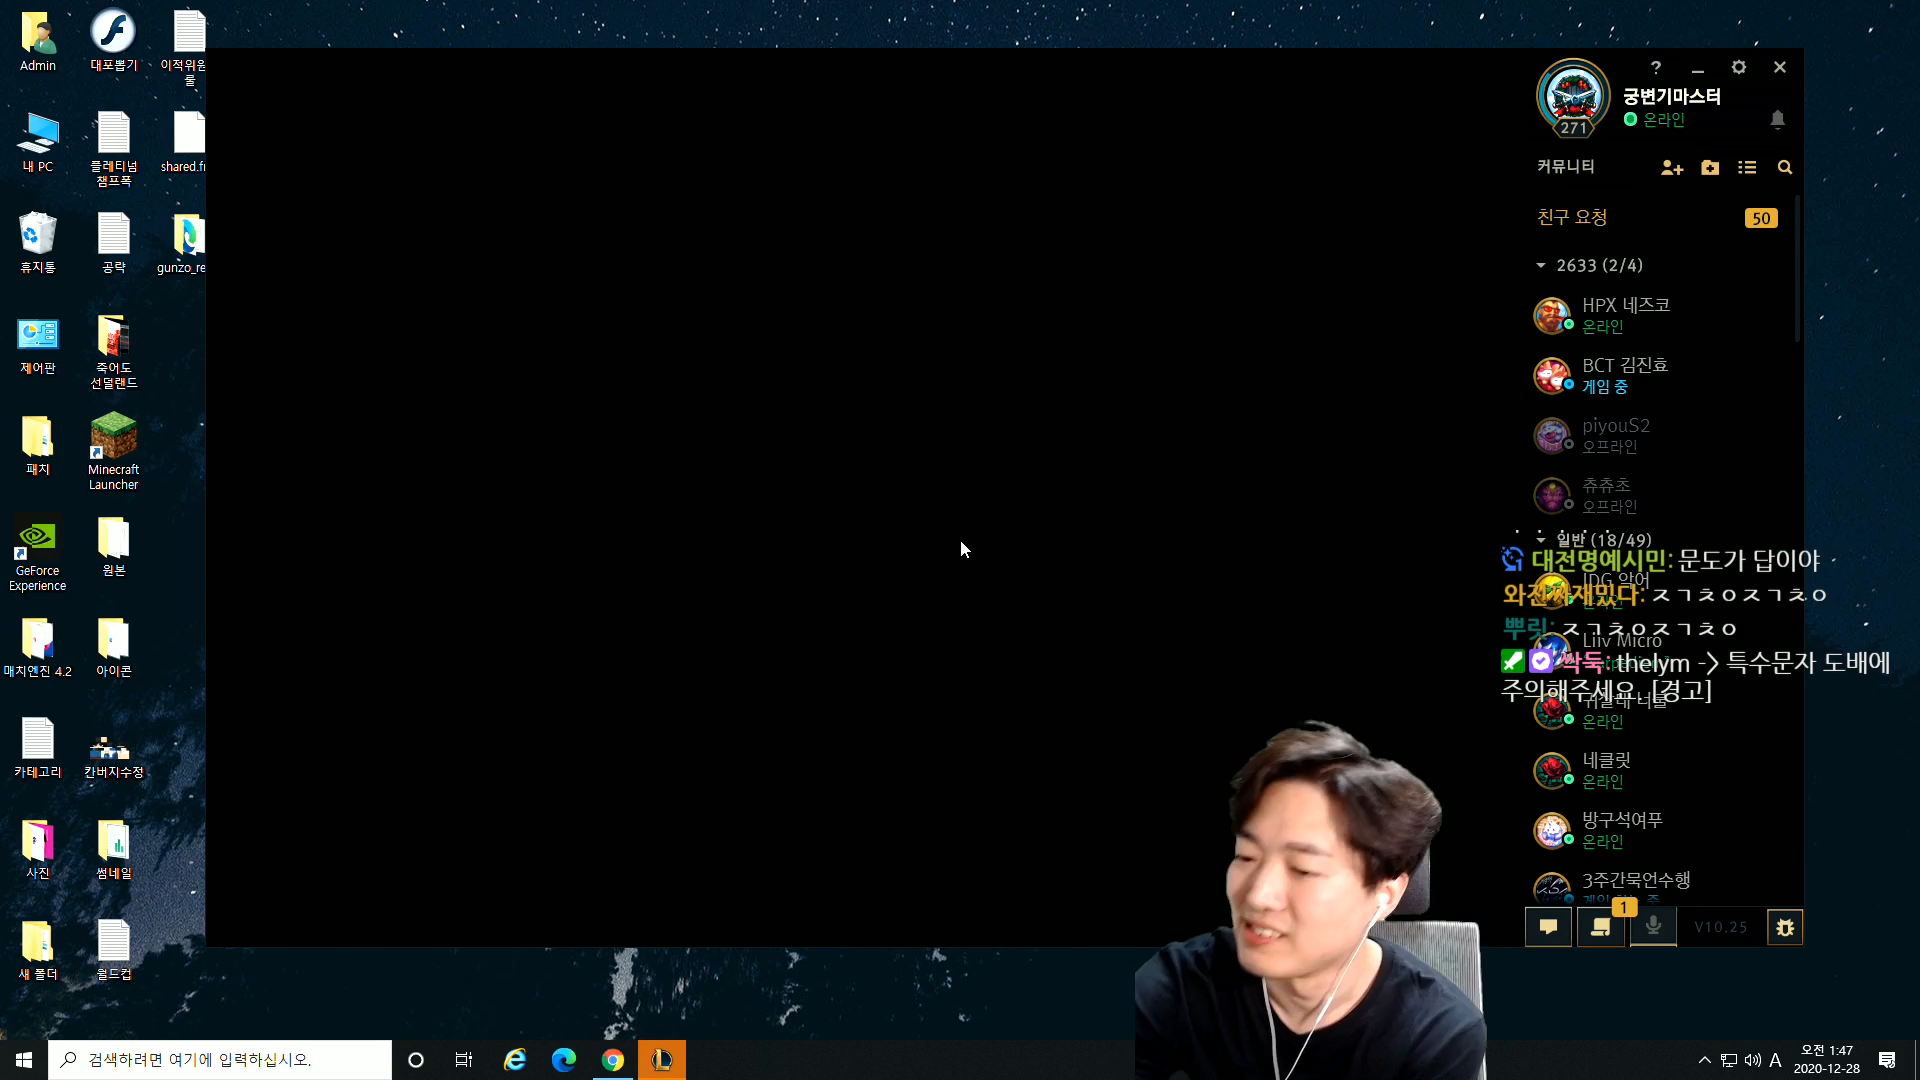 Admin
대포뽑기
이적위원
룰
내 PC
플레티넘
챔프폭
shared.fr
휴지통
공략
gunzo_re
제어판
죽어도
선덜랜드
패치
Minecraft
Launcher
GeForce
Experience
원본
매치엔진 4.2
아이콘
카테고리
칸버지수정
사진
썸네일
새 폴더
월드컵
?
궁변기마스터
온라인
271
커뮤니티
친구 요청
50
2633 (2/4)
HPX 네즈코
온라인
BCT 김진효
게임 중
piyouS2
오프라인
츄츄초
오프라인
일반 (18/49)
대전명예시민: 문도가 답이야
IDG 악어
ㅈㄱㅊㅇㅈㄱㅊㅇ
뿌릿: ㅈㄱㅊㅇㅈㄱㅊㅇ
Liiv Micro
싹둑: thelym -> 특수문자 도배에
주의해주세요. [경고]
온라인
네클릿
온라인
방구석여푸
온라인
3주간묵언수행
1
V10.25
검색하려면 여기에 입력하십시오.
A
오전 1:47
2020-12-28